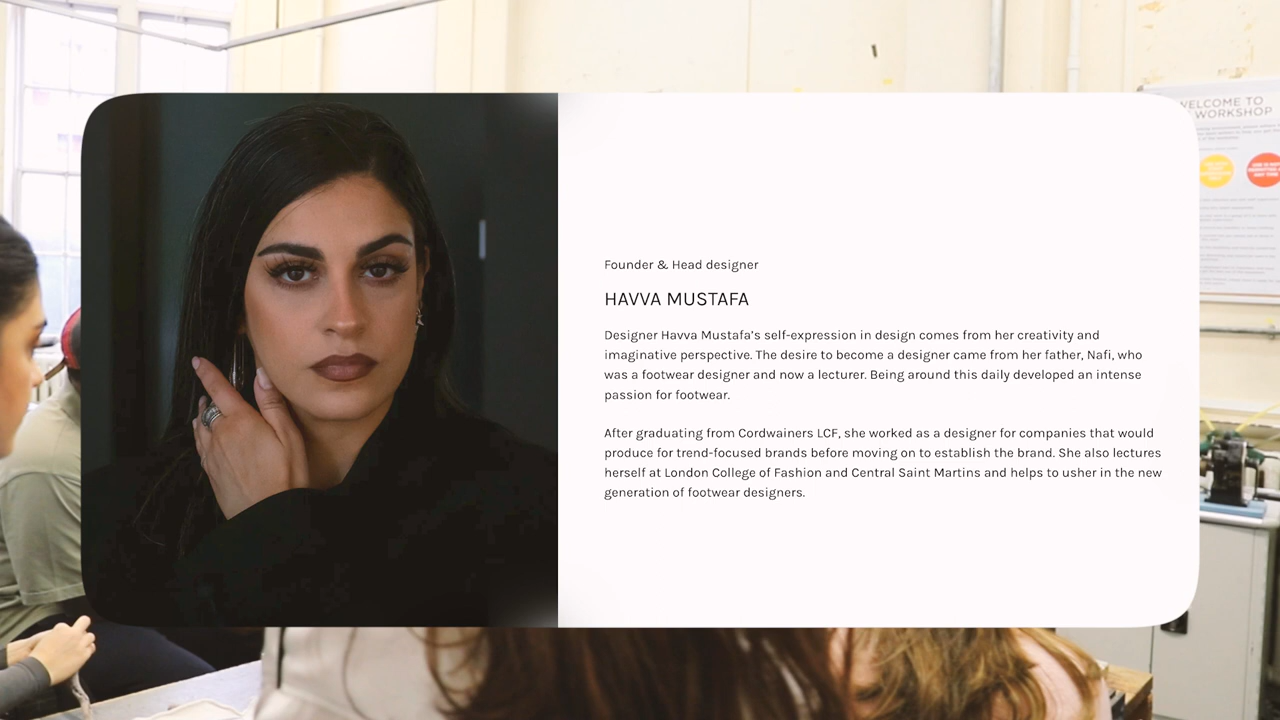 WELCOME TO
WORKSHOP
Founder & Head designer
HAVVA MUSTAFA
Designer Havva Mustafa's self-expression in design comes from her creativity and
imaginative perspective. The desire to become a designer came from her father, Nafi, who
was a footwear designer and now a lecturer. Being around this daily developed an intense
passion for footwear.
After graduating from Cordwainers LCF, she worked as a designer for companies that would
produce for trend-focused brands before moving on to establish the brand. She also lectures
herself at London College of Fashion and Central Saint Martins and helps to usher in the new
generation of footwear designers.